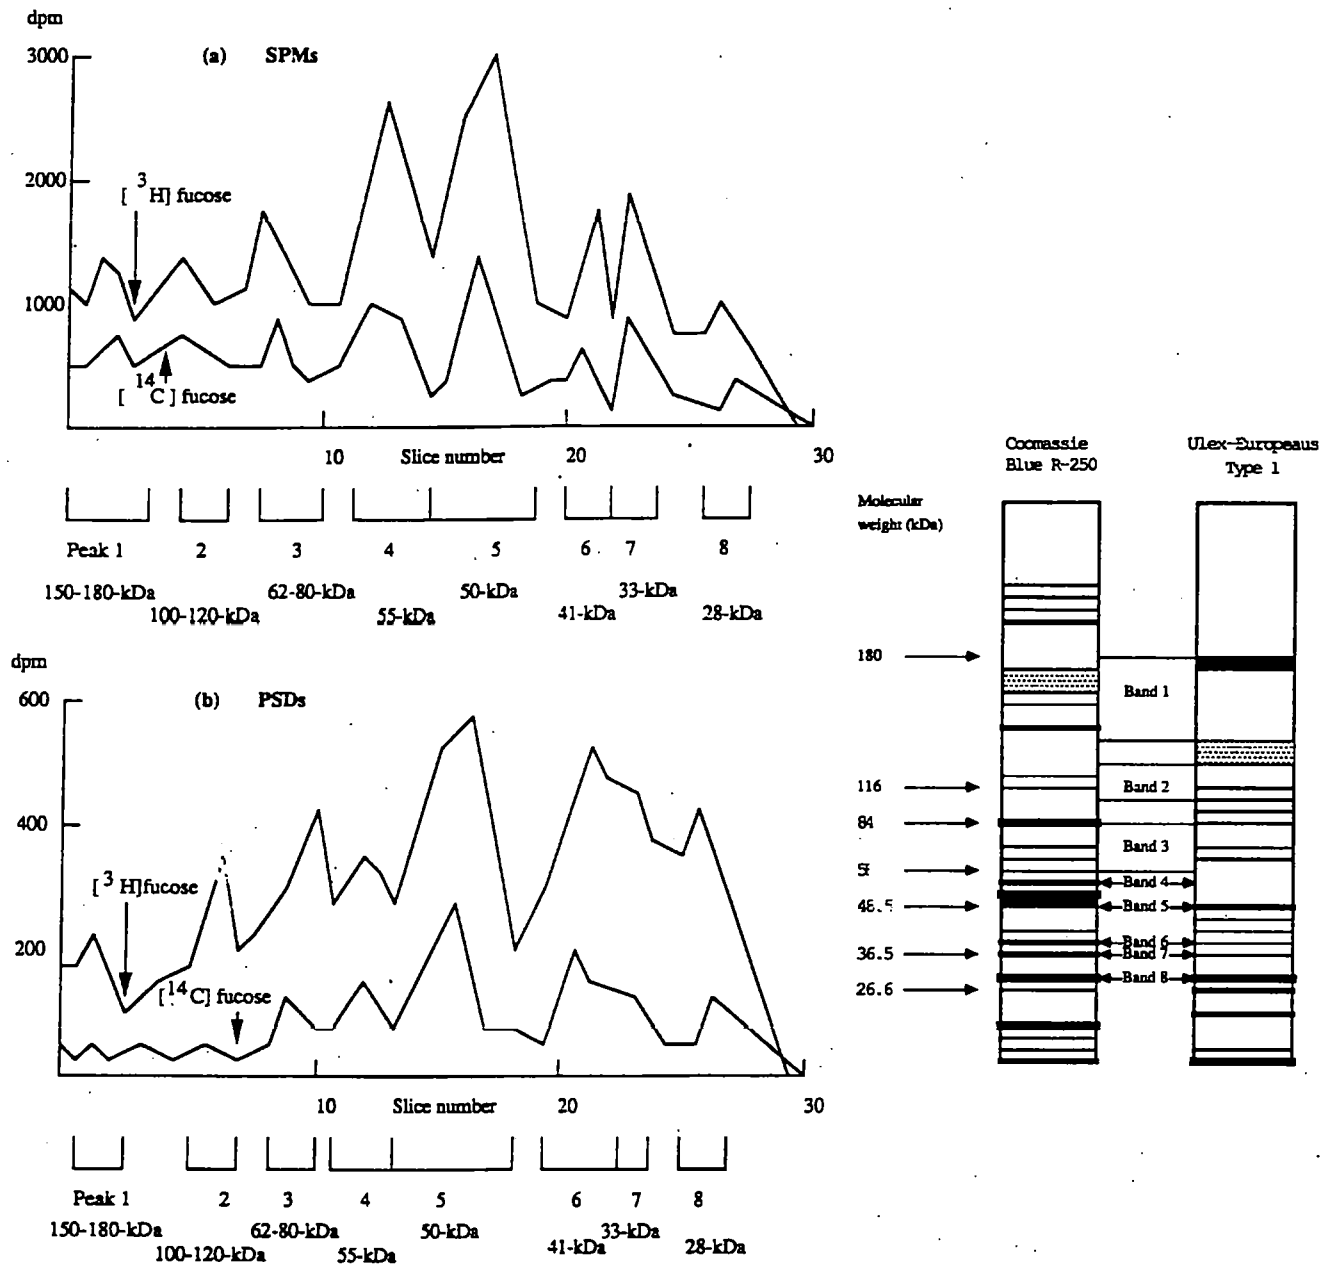 dpm
(a) SPMs
3000
2000
1000
[ 3 H] fucose
[ 14 C ] fucose
10 Slice number 20 30
Peak 1 2 3 4 5 6 7 8
150-180-kDa 62-80-kDa 50-kDa 33-kDa
100-120-kDa 55-kDa 41-kDa 28-kDa
dpm
(b) PSDs
600
400
200
[ 3 H]fucose
[ 14 C] fucose
10 Slice number 20 30
Peak 1 2 3 4 5 6 7 8
150-180-kDa 62-80-kDa 50-kDa 33-kDa
100-120-kDa 55-kDa 41-kDa 28-kDa
Coomassie
Blue R-250
Ulex-Europeaus
Type 1
Molecular
weight (kDa)
180
116
84
48.5
36.5
26.6
Band 1
Band 2
Band 3
Band 4
Band 5
Band 6
Band 7
Band 8